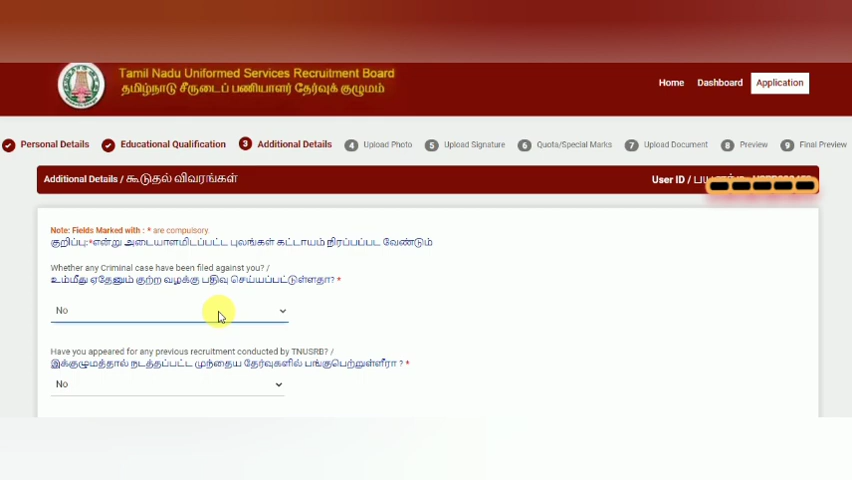 Tamil Nadu Uniformed Services Recruitment Board
தமிழ்நாடு சீருடைப் பணியாளர் தேர்வுக் குழுமம்
Home Dashboard Application
Personal Details Educational Qualification 3 Additional Details 4 Upload Photo 5 Upload Signature 6 Quota/Special Marks 7 Upload Document 8 Preview 9 Final Preview
Additional Details / கூடுதல் விவரங்கள் User ID /
Note: Fields Marked with : * are compulsory.
குறிப்பு:*என்று அடையாளமிடப்பட்ட புலங்கள் கட்டாயம் நிரப்பப்பட வேண்டும்
Whether any Criminal case have been filed against you? /
உம்மீது ஏதேனும் குற்ற வழக்கு பதிவு செய்யப்பட்டுள்ளதா? *
No
Have you appeared for any previous recruitment conducted by TNUSRB? /
இக்குழுமத்தால் நடத்தப்பட்ட முந்தைய தேர்வுகளில் பங்குபெற்றுள்ளீரா ? *
No